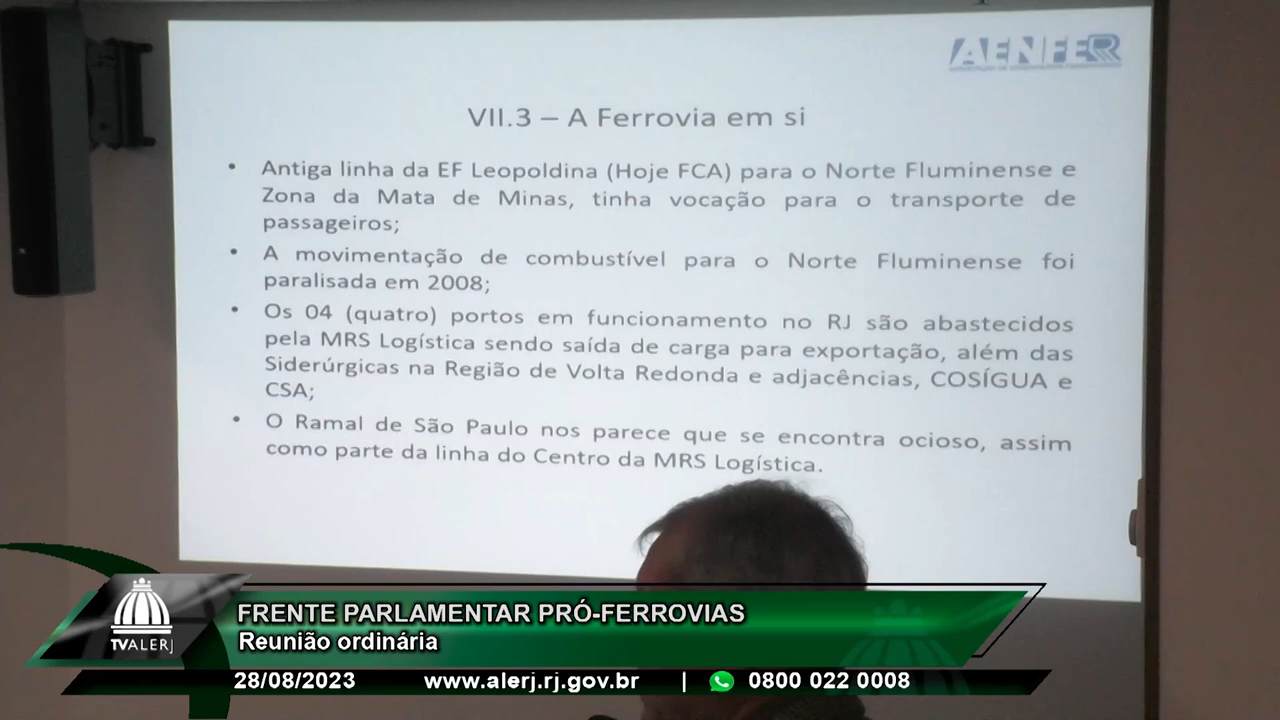 AENFER
VII.3 – A Ferrovia em si
• Antiga linha da EF Leopoldina (Hoje FCA) para o Norte Fluminense e
Zona da Mata de Minas, tinha vocação para o transporte de
passageiros;
• A movimentação de combustível para o Norte Fluminense foi
paralisada em 2008;
• Os 04 (quatro) portos em funcionamento no RJ são abastecidos
pela MRS Logística sendo saída de carga para exportação, além das
Siderúrgicas na Região de Volta Redonda e adjacências, COSÍGUA e
CSA;
• O Ramal de São Paulo nos parece que se encontra ocioso, assim
como parte da linha do Centro da MRS Logística.
FRENTE PARLAMENTAR PRÓ-FERROVIAS
Reunião ordinária
TVALERJ
28/08/2023 www.alerj.rj.gov.br | 0800 022 0008